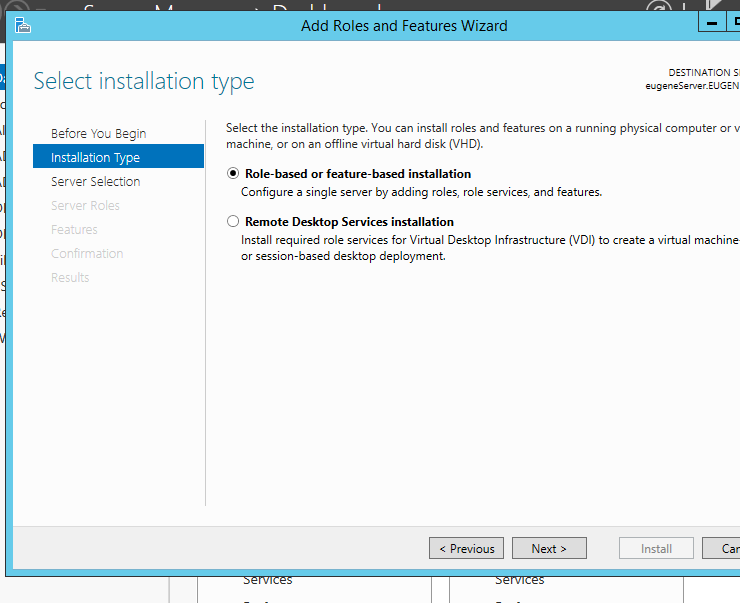 Add Roles and Features Wizard
Select installation type
DESTINATION
eugeneServer.EUGEN
Before You Begin
Installation Type
Server Selection
Server Roles
Features
Confirmation
Results
Select the installation type. You can install roles and features on a running physical computer or
machine, or on an offline virtual hard disk (VHD).
Role-based or feature-based installation
Configure a single server by adding roles, role services, and features.
Remote Desktop Services installation
Install required role services for Virtual Desktop Infrastructure (VDI) to create a virtual machine-
or session-based desktop deployment.
< Previous
Next >
Install
Services
Services